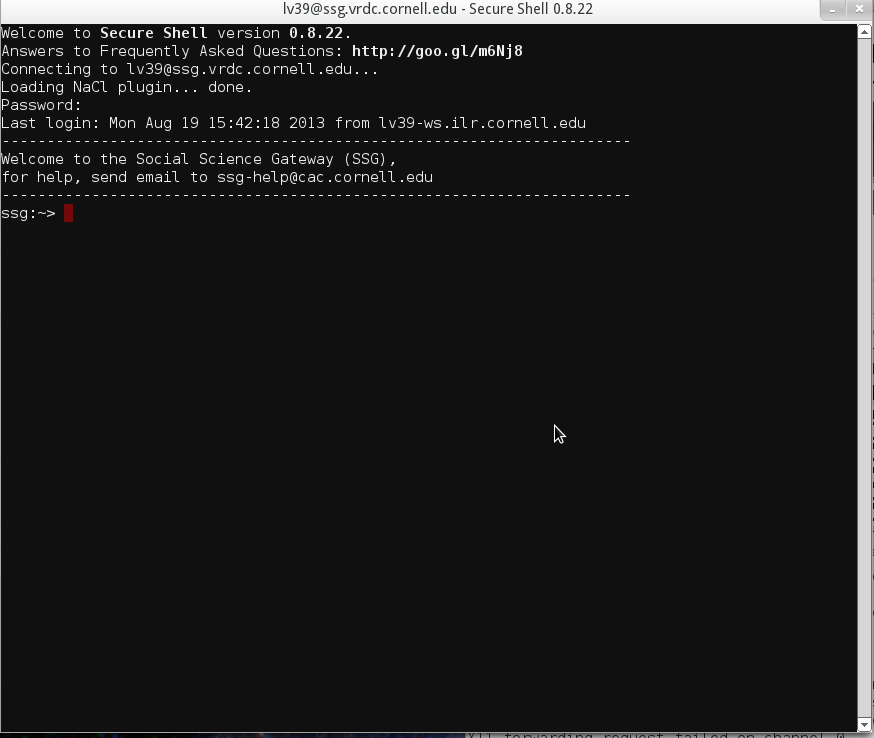 lv39@ssg.vrdc.cornell.edu - Secure Shell 0.8.22
Welcome to Secure Shell version 0.8.22.
Answers to Frequently Asked Questions: http://goo.gl/m6Nj8
Connecting to lv39@ssg.vrdc.cornell.edu...
Loading NaCl plugin... done.
Password:
Last login: Mon Aug 19 15:42:18 2013 from lv39-ws.ilr.cornell.edu
----------------------------------------------------------------------
Welcome to the Social Science Gateway (SSG),
for help, send email to ssg-help@cac.cornell.edu
----------------------------------------------------------------------
ssg:~>
X11 forwarding request failed on channel 0